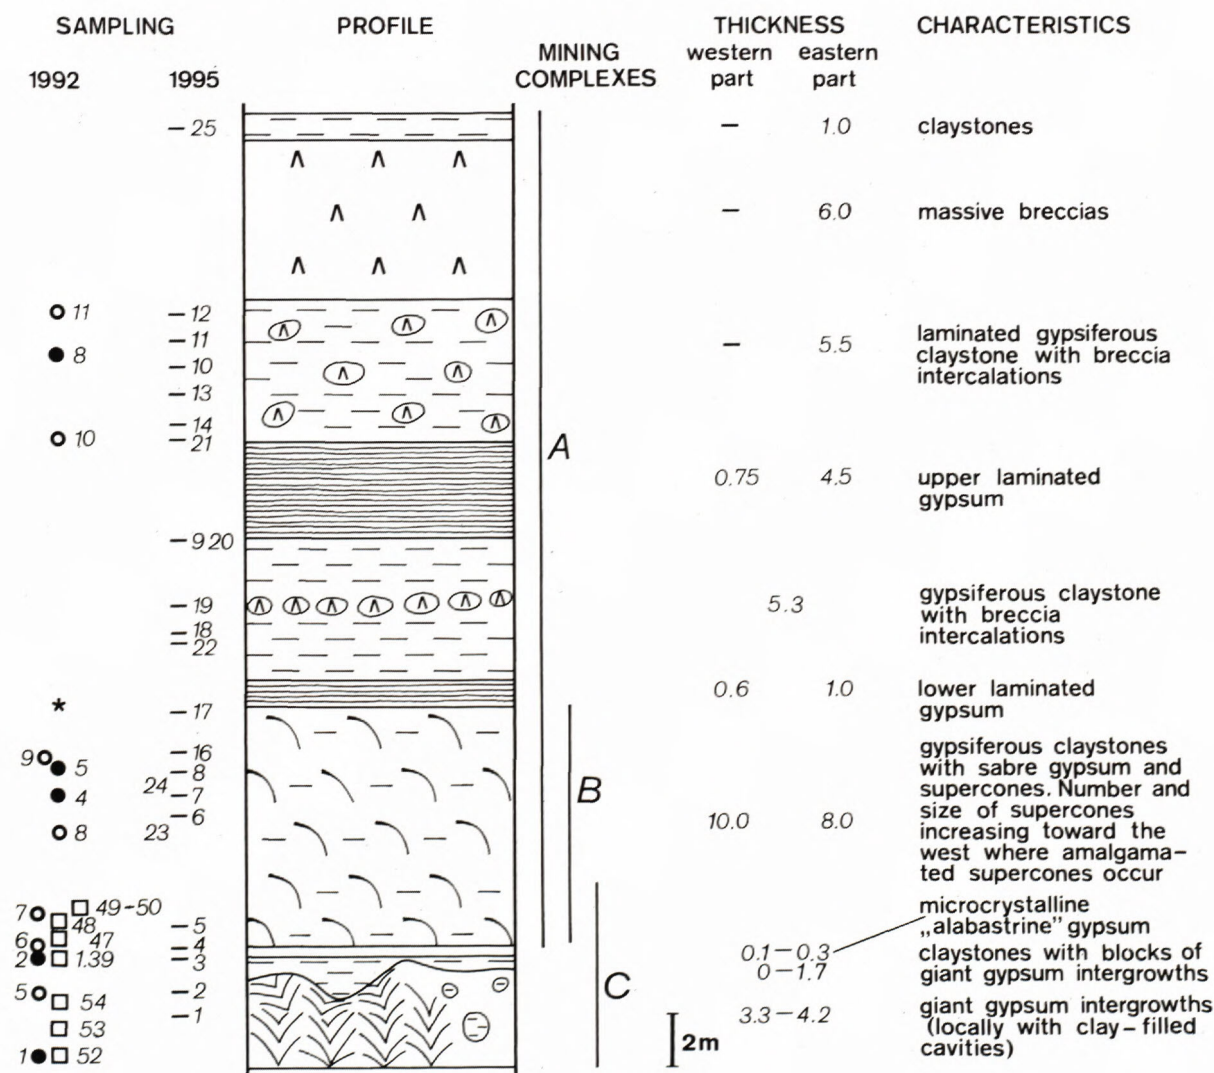 SAMPLING PROFILE THICKNESS CHARACTERISTICS
MINING western eastern
1992 1995 COMPLEXES part part
— 25 — 1.0 claystones
Λ Λ Λ
Λ Λ — 6.0 massive breccias
Λ Λ Λ
11 — 12
Λ Λ Λ
— 11 laminated gypsiferous
8 — 5.5 claystone with breccia
— 10 Λ Λ intercalations
— 13
Λ Λ Λ
— 14
10 — 21
A
0.75 4.5 upper laminated
gypsum
— 9 20
gypsiferous claystone
— 19 Λ Λ Λ Λ Λ Λ Λ 5.3 with breccia
— 18 intercalations
— 22
0.6 1.0 lower laminated
* — 17 gypsum
gypsiferous claystones
9 — 16 with sabre gypsum and
5 — 8 supercones. Number and
4 24 — 7 B size of supercones
— 6 10.0 8.0 increasing toward the
8 23 west where amalgama–
ted supercones occur
7 49–50 microcrystalline
48 — 5 „alabastrine” gypsum
6 47 — 4 0.1 – 0.3 claystones with blocks of
2 1.39 — 3 0 – 1.7 giant gypsum intergrowths
C
5 — 2
54 — 1 3.3 – 4.2 giant gypsum intergrowths
53 (locally with clay – filled
2m cavities)
1 52